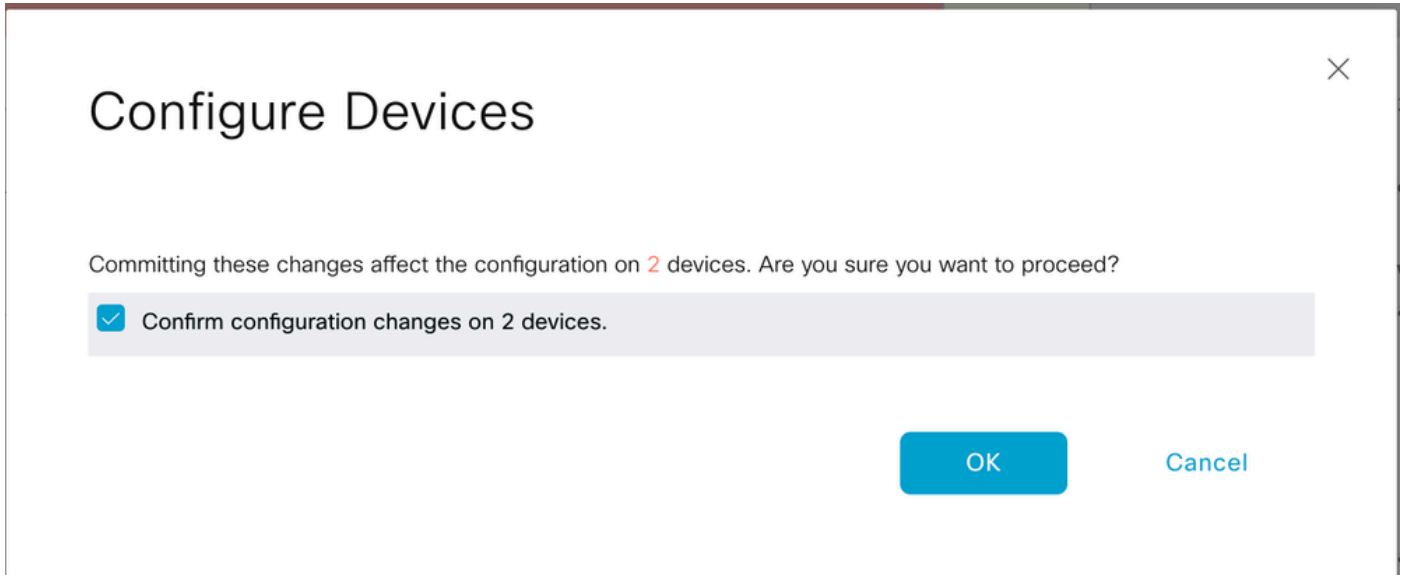 Configure Devices
Committing these changes affect the configuration on 2 devices. Are you sure you want to proceed?
Confirm configuration changes on 2 devices.
OK Cancel